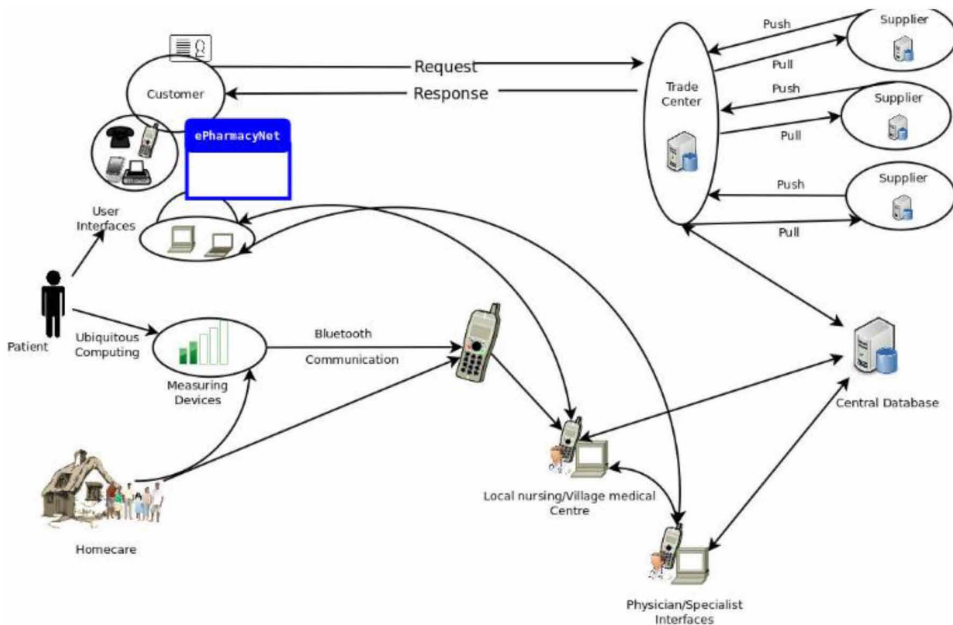 Push
Supplier
Pull
Customer
Request
Response
Trade
Center
Push
Supplier
Pull
ePharmacyNet
Push
Supplier
Pull
User
Interfaces
Patient
Ubiquitous
Computing
Bluetooth
Communication
Measuring
Devices
Central Database
Local nursing/Village medical
Centre
Homecare
Physician/Specialist
Interfaces